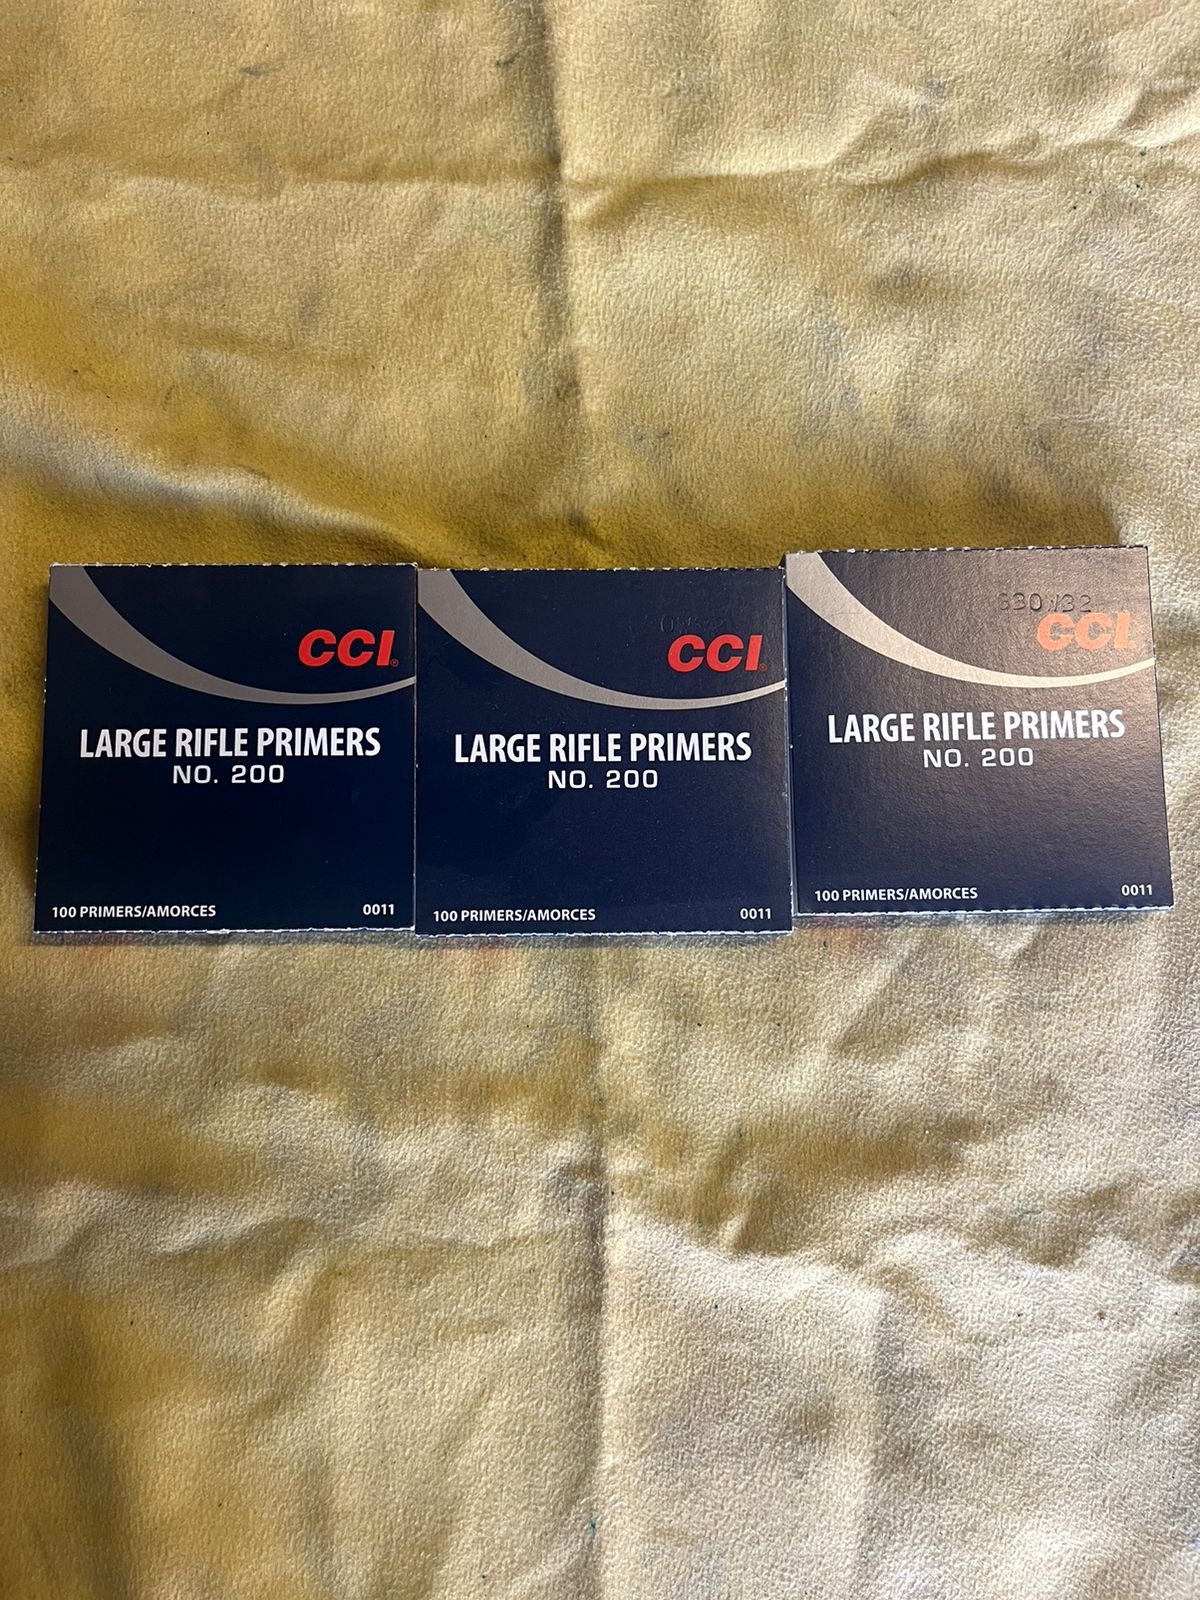 CCI®
LARGE RIFLE PRIMERS
NO. 200
100 PRIMERS/AMORCES 0011
CCI®
LARGE RIFLE PRIMERS
NO. 200
100 PRIMERS/AMORCES 0011
CCI
LARGE RIFLE PRIMERS
NO. 200
100 PRIMERS/AMORCES 0011